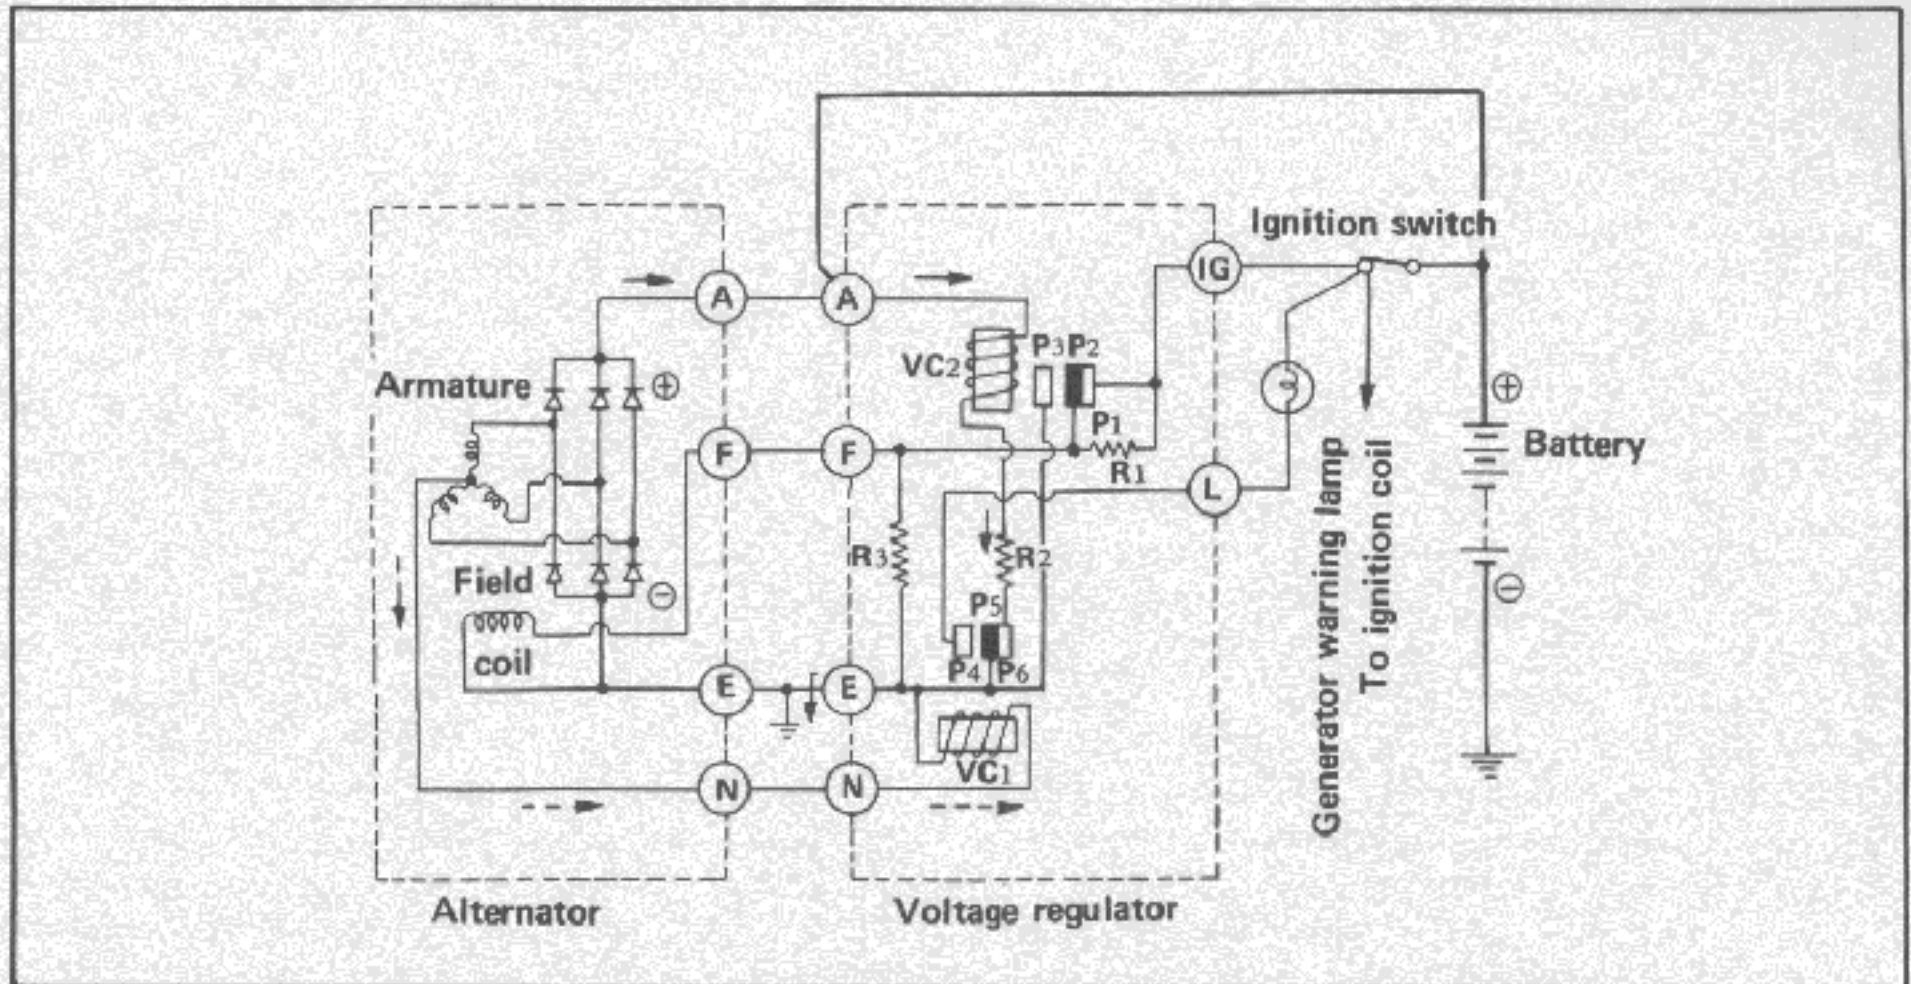 Ignition switch
A
A
IG
VC2
P3
P2
Armature
⊕
⊕
P1
R1
F
F
L
Battery
R3
R2
Field
coil
⊖
⊖
P5
P4
P6
E
E
VC1
N
N
Generator warning lamp
To ignition coil
Alternator
Voltage regulator